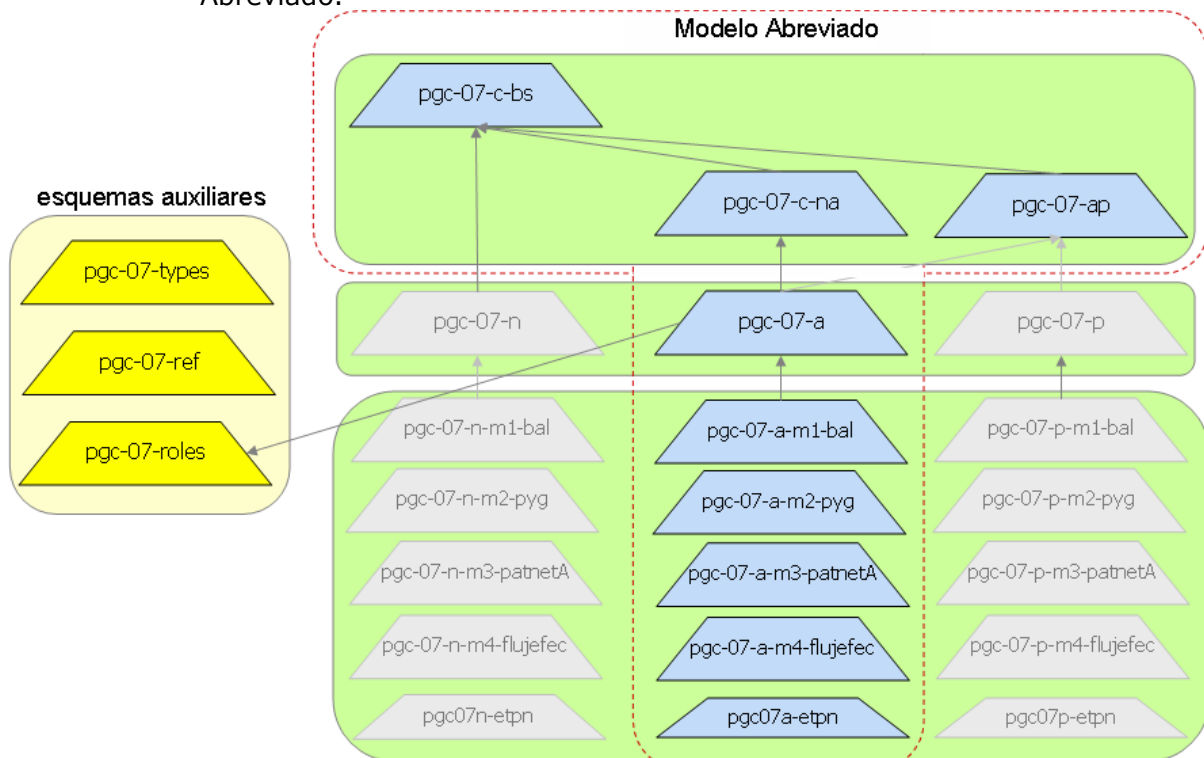 Abreviado.
Modelo Abreviado
pgc-07-c-bs
esquemas auxiliares
pgc-07-c-na
pgc-07-ap
pgc-07-types
pgc-07-n
pgc-07-a
pgc-07-p
pgc-07-ref
pgc-07-roles
pgc-07-n-m1-bal
pgc-07-a-m1-bal
pgc-07-p-m1-bal
pgc-07-n-m2-pyg
pgc-07-a-m2-pyg
pgc-07-p-m2-pyg
pgc-07-n-m3-patnetA
pgc-07-a-m3-patnetA
pgc-07-p-m3-patnetA
pgc-07-n-m4-flujefec
pgc-07-a-m4-flujefec
pgc-07-p-m4-flujefec
pgc07n-etpn
pgc07a-etpn
pgc07p-etpn